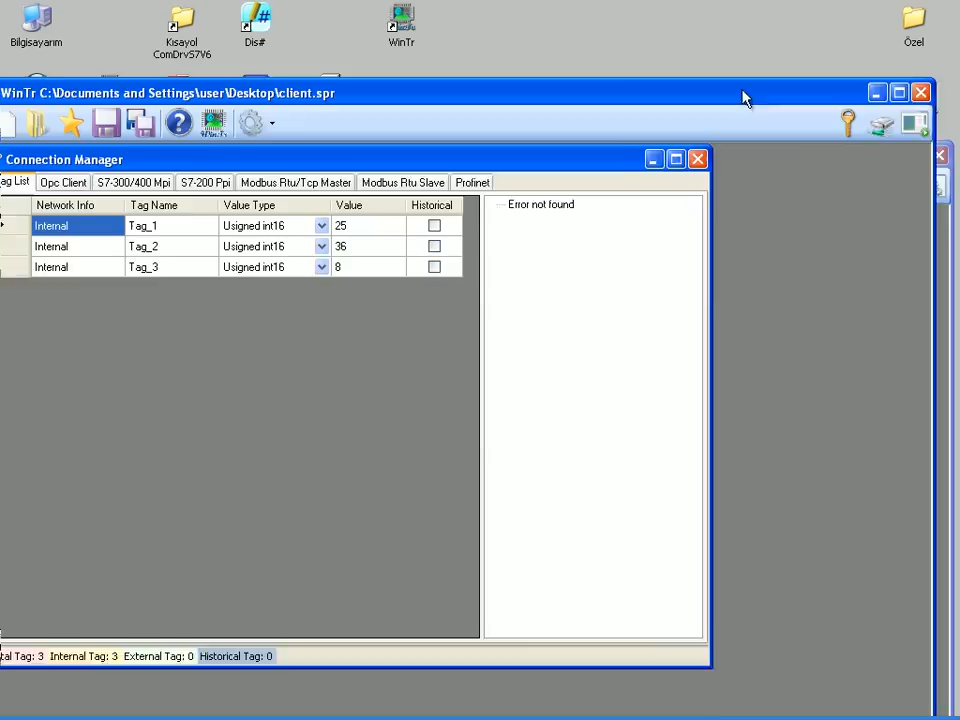 Bilgisayarım
Kısayol
ComDrvS7V6
Dis#
WinTr
Özel
WinTr C:\Documents and Settings\user\Desktop\client.spr
Connection Manager
ag List Opc Client S7-300/400 Mpi S7-200 Ppi Modbus Rtu/Tcp Master Modbus Rtu Slave Profinet
Network Info Tag Name Value Type Value Historical
Internal Tag_1 Usigned int16 25
Internal Tag_2 Usigned int16 36
Internal Tag_3 Usigned int16 8
Error not found
tal Tag: 3 Internal Tag: 3 External Tag: 0 Historical Tag: 0